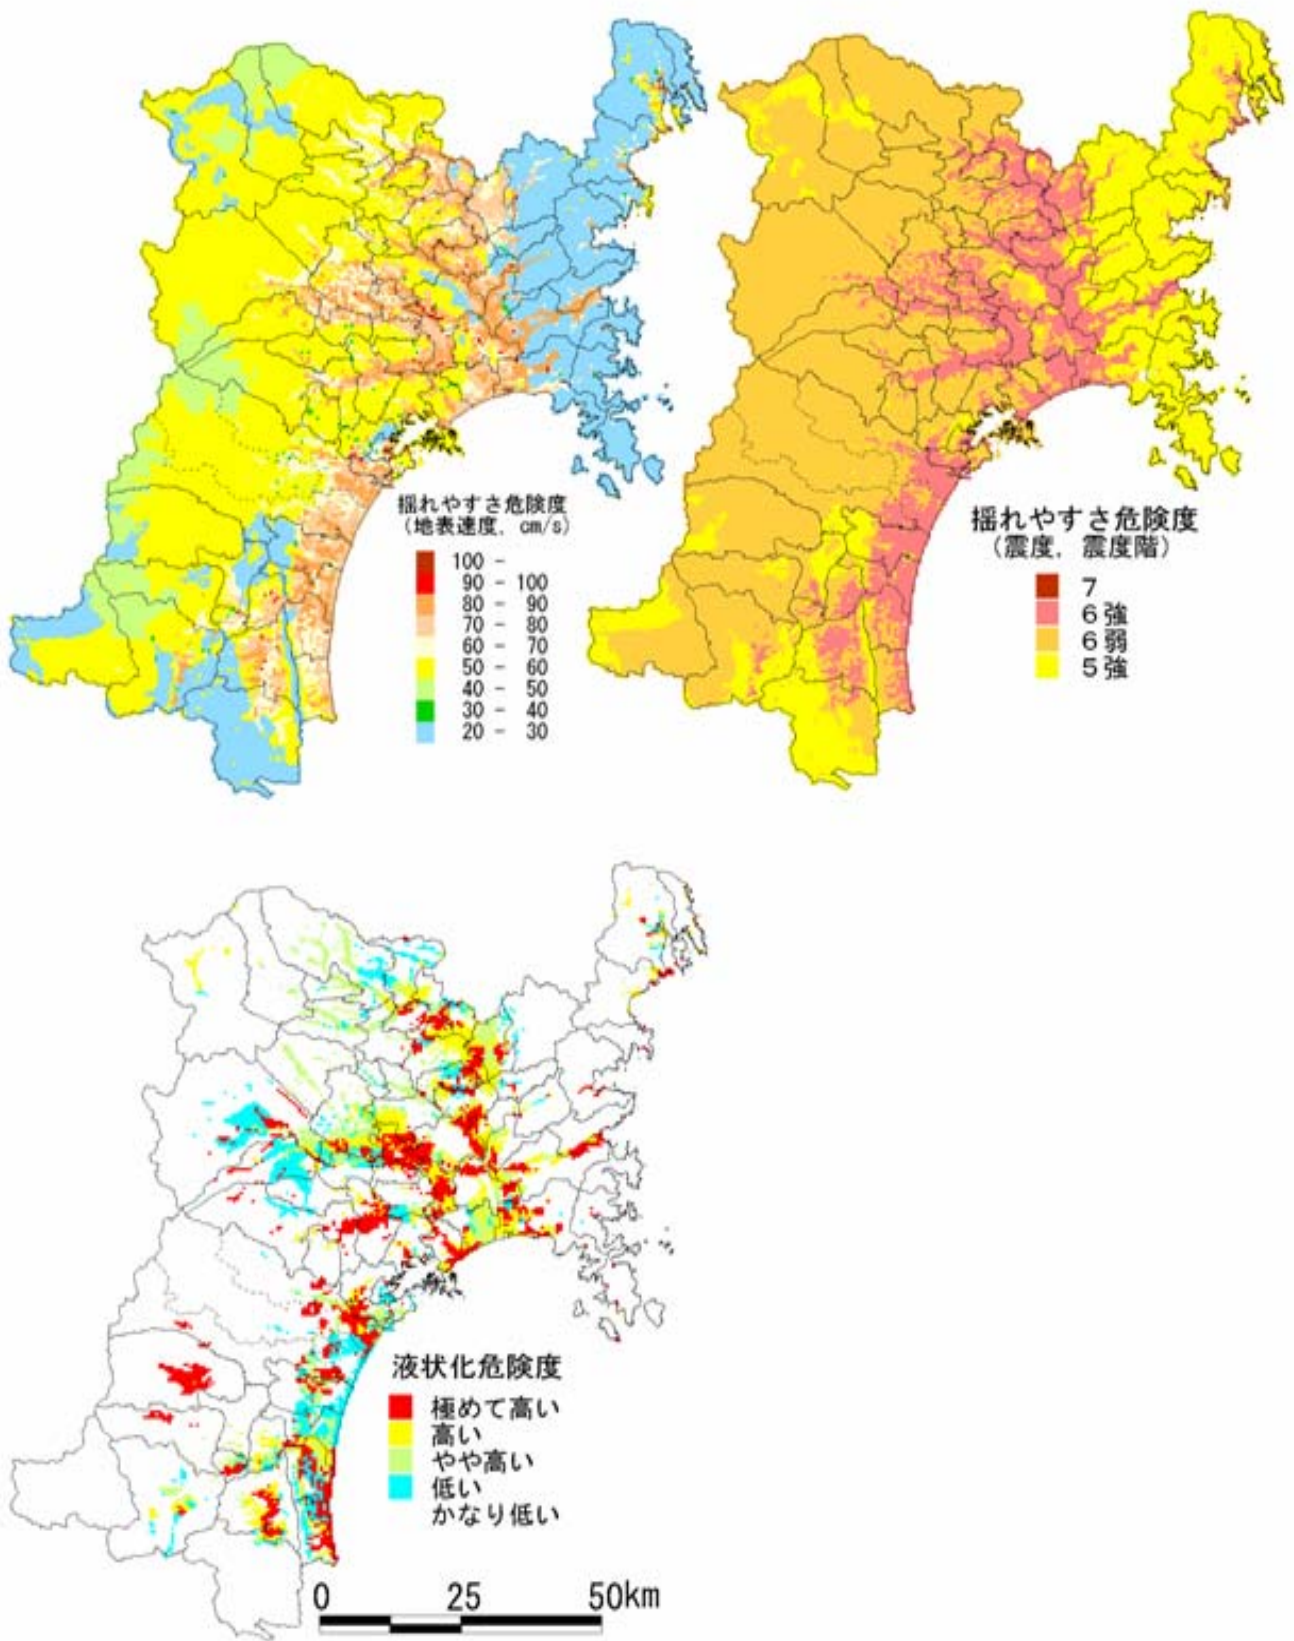 揺れやすさ危険度
(地表速度, cm/s)
100 -
90 - 100
80 - 90
70 - 80
60 - 70
50 - 60
40 - 50
30 - 40
20 - 30
揺れやすさ危険度
(震度, 震度階)
7
6強
6弱
5強
液状化危険度
極めて高い
高い
やや高い
低い
かなり低い
0 25 50km